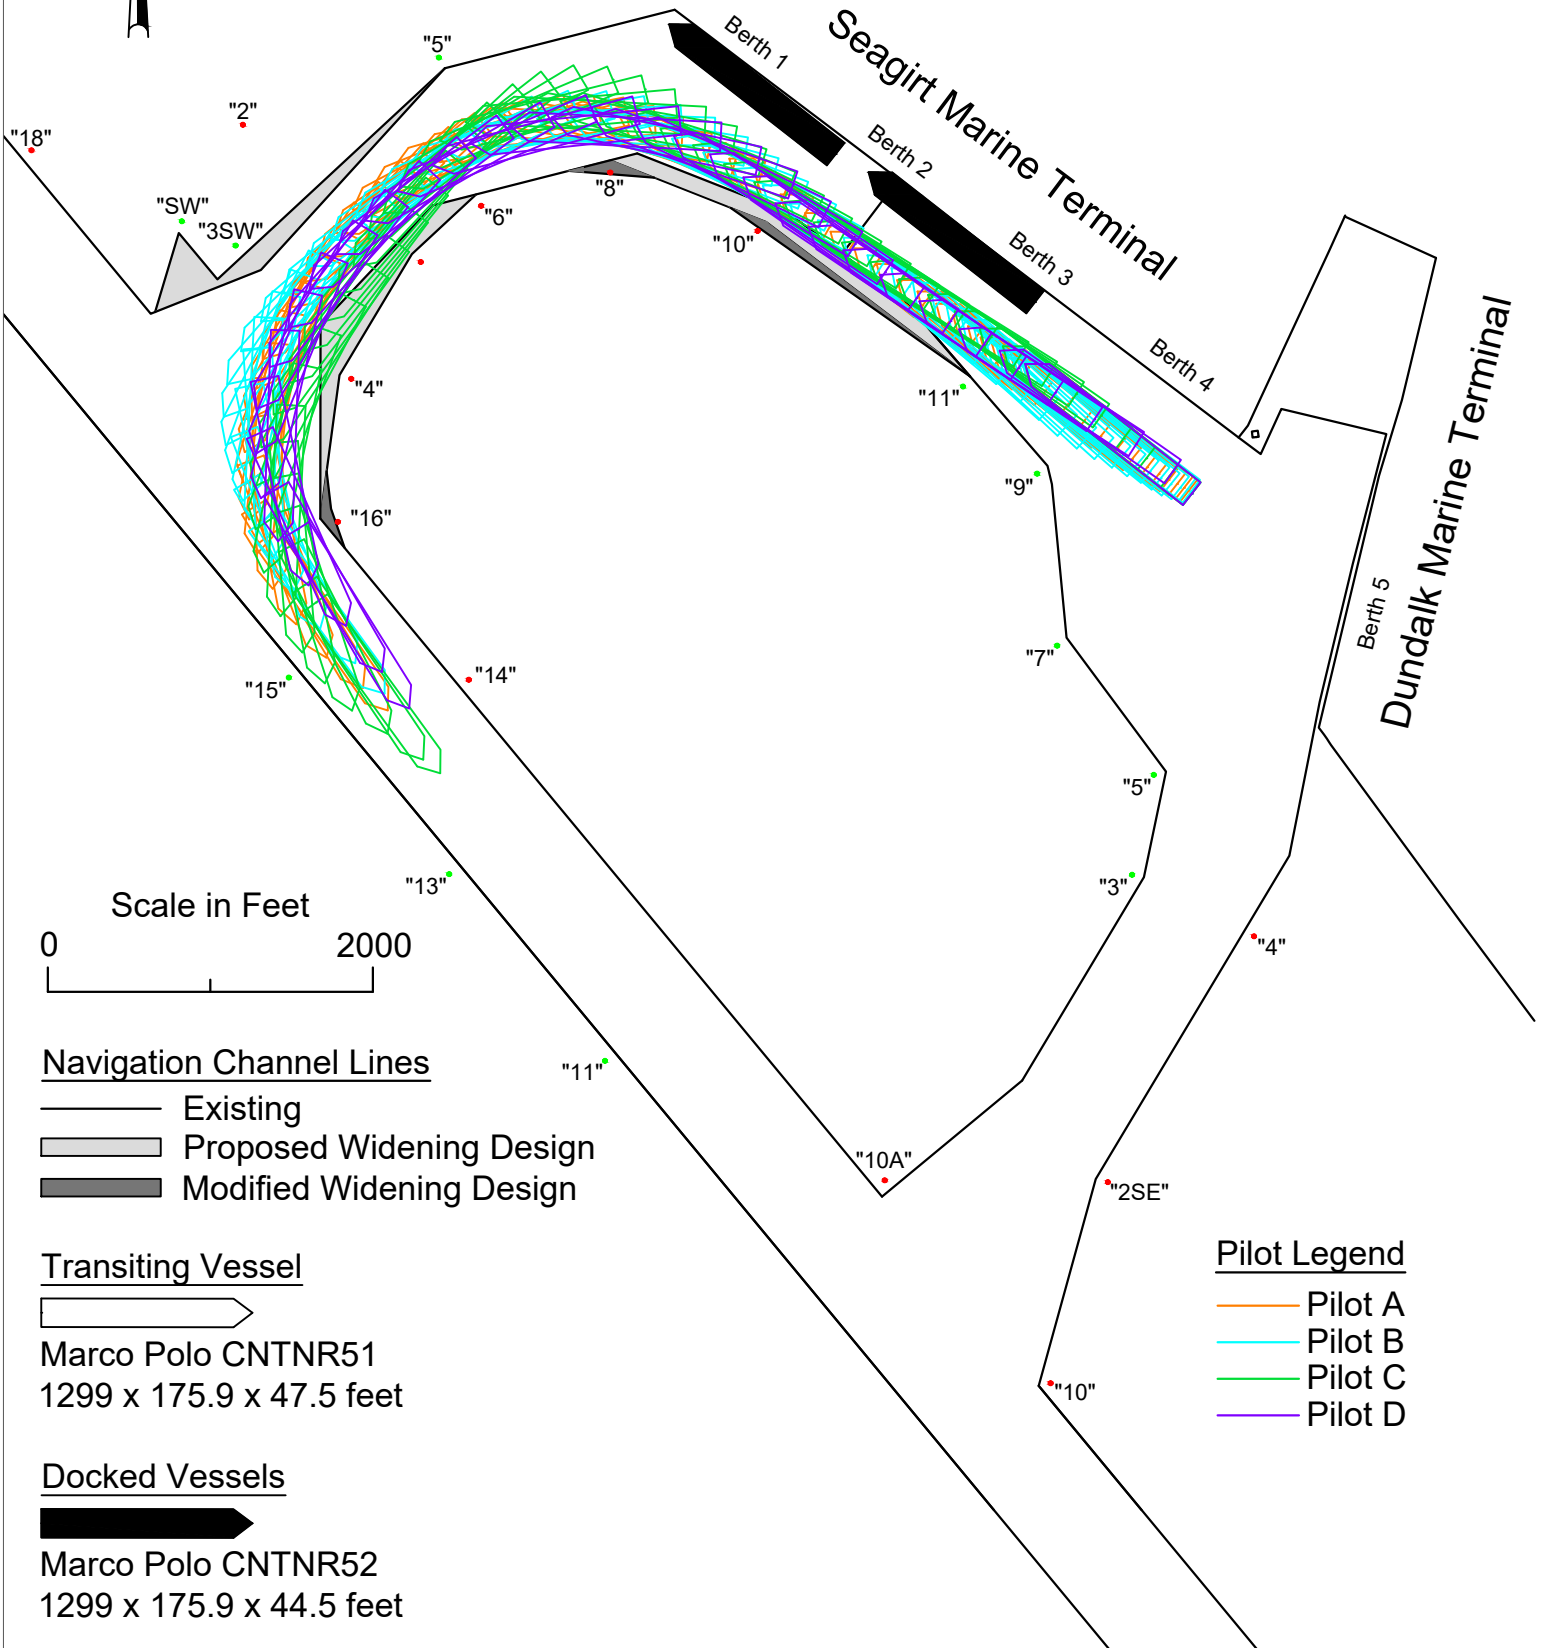 "5"
Berth 1
Seagirt Marine Terminal
"2"
"18"
Berth 2
"8"
"SW"
"3SW"
"6"
"10"
Berth 3
Berth 4
"4"
"11"
Dundalk Marine Terminal
"9"
"16"
Berth 5
"7"
"14"
"15"
"5"
"13"
"3"
Scale in Feet
0 2000
"4"
Navigation Channel Lines
Existing
Proposed Widening Design
Modified Widening Design
"11"
"10A"
"2SE"
Transiting Vessel
Marco Polo CNTNR51
1299 x 175.9 x 47.5 feet
Pilot Legend
Pilot A
Pilot B
Pilot C
Pilot D
"10"
Docked Vessels
Marco Polo CNTNR52
1299 x 175.9 x 44.5 feet